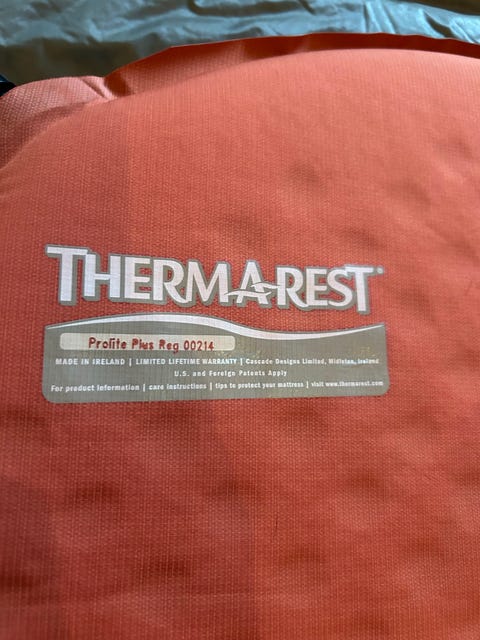 THERMAREST®
Prolite Plus Reg 00214
MADE IN IRELAND | LIMITED LIFETIME WARRANTY | Cascade Designs Limited, Midleton, Ireland
U.S. and Foreign Patents Apply
For product information | care instructions | tips to protect your mattress | visit www.thermarest.com